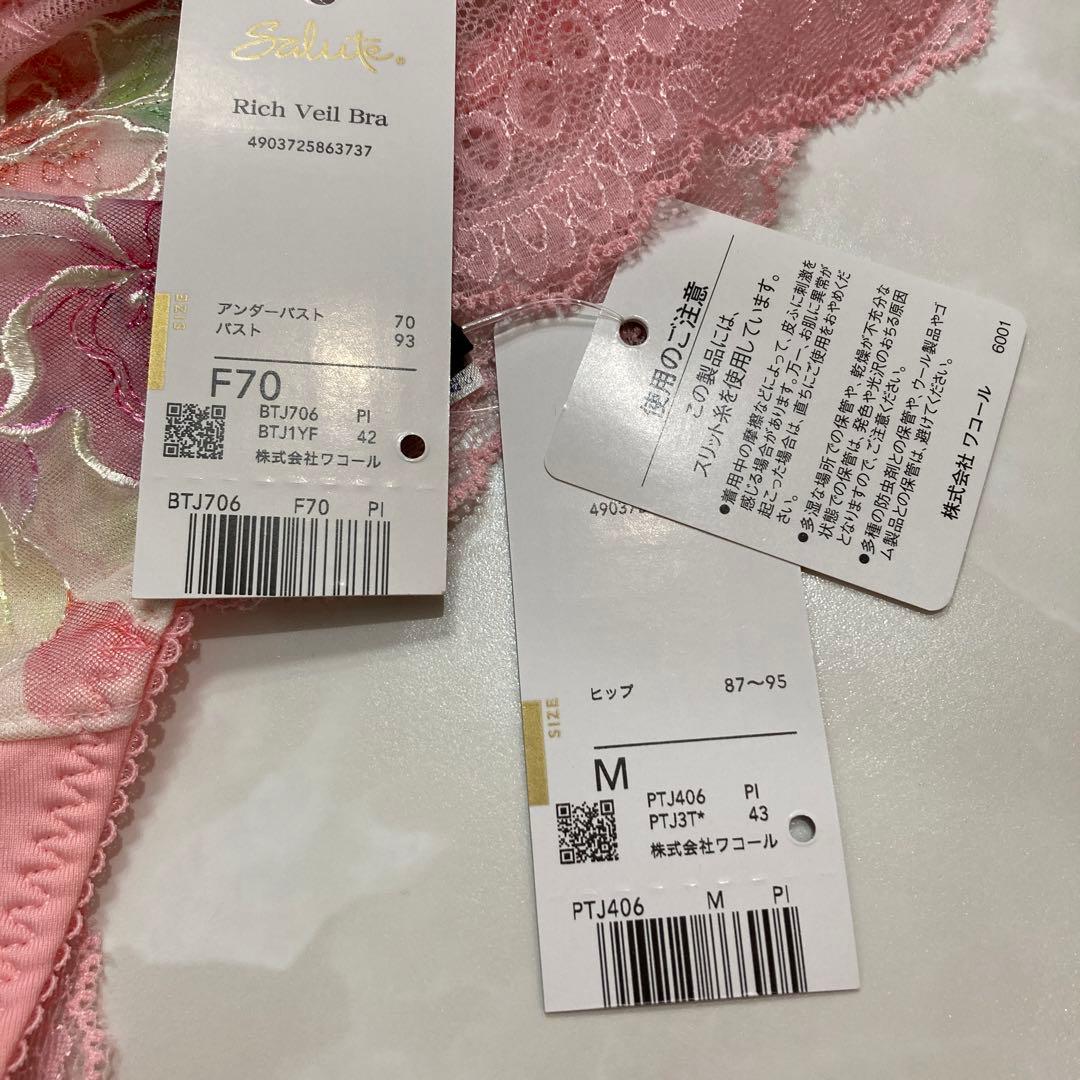 Salute®
Rich Veil Bra
4903725863737
SIZE
アンダーバスト 70
バスト 93
F70
BTJ706 PI
BTJ1YF 42
株式会社ワコール
BTJ706 F70 PI
使用のご注意
この製品には、
スリット糸を使用しています。
●着用中の摩擦などによって、皮ふに刺激を
感じる場合があります。万一、お肌に異常が
起こった場合は、直ちにご使用をおやめくだ
さい。
●多湿な場所での保管や、乾燥が不充分な
状態での保管は、発色や光沢のおちる原因
となりますので、ご注意ください。
●多種の防虫剤との保管や、ウール製品やゴ
ム製品との保管は、避けてください。
株式会社 ワコール
6001
SIZE
ヒップ 87〜95
M
PTJ406 PI
PTJ3T* 43
株式会社ワコール
PTJ406 M PI